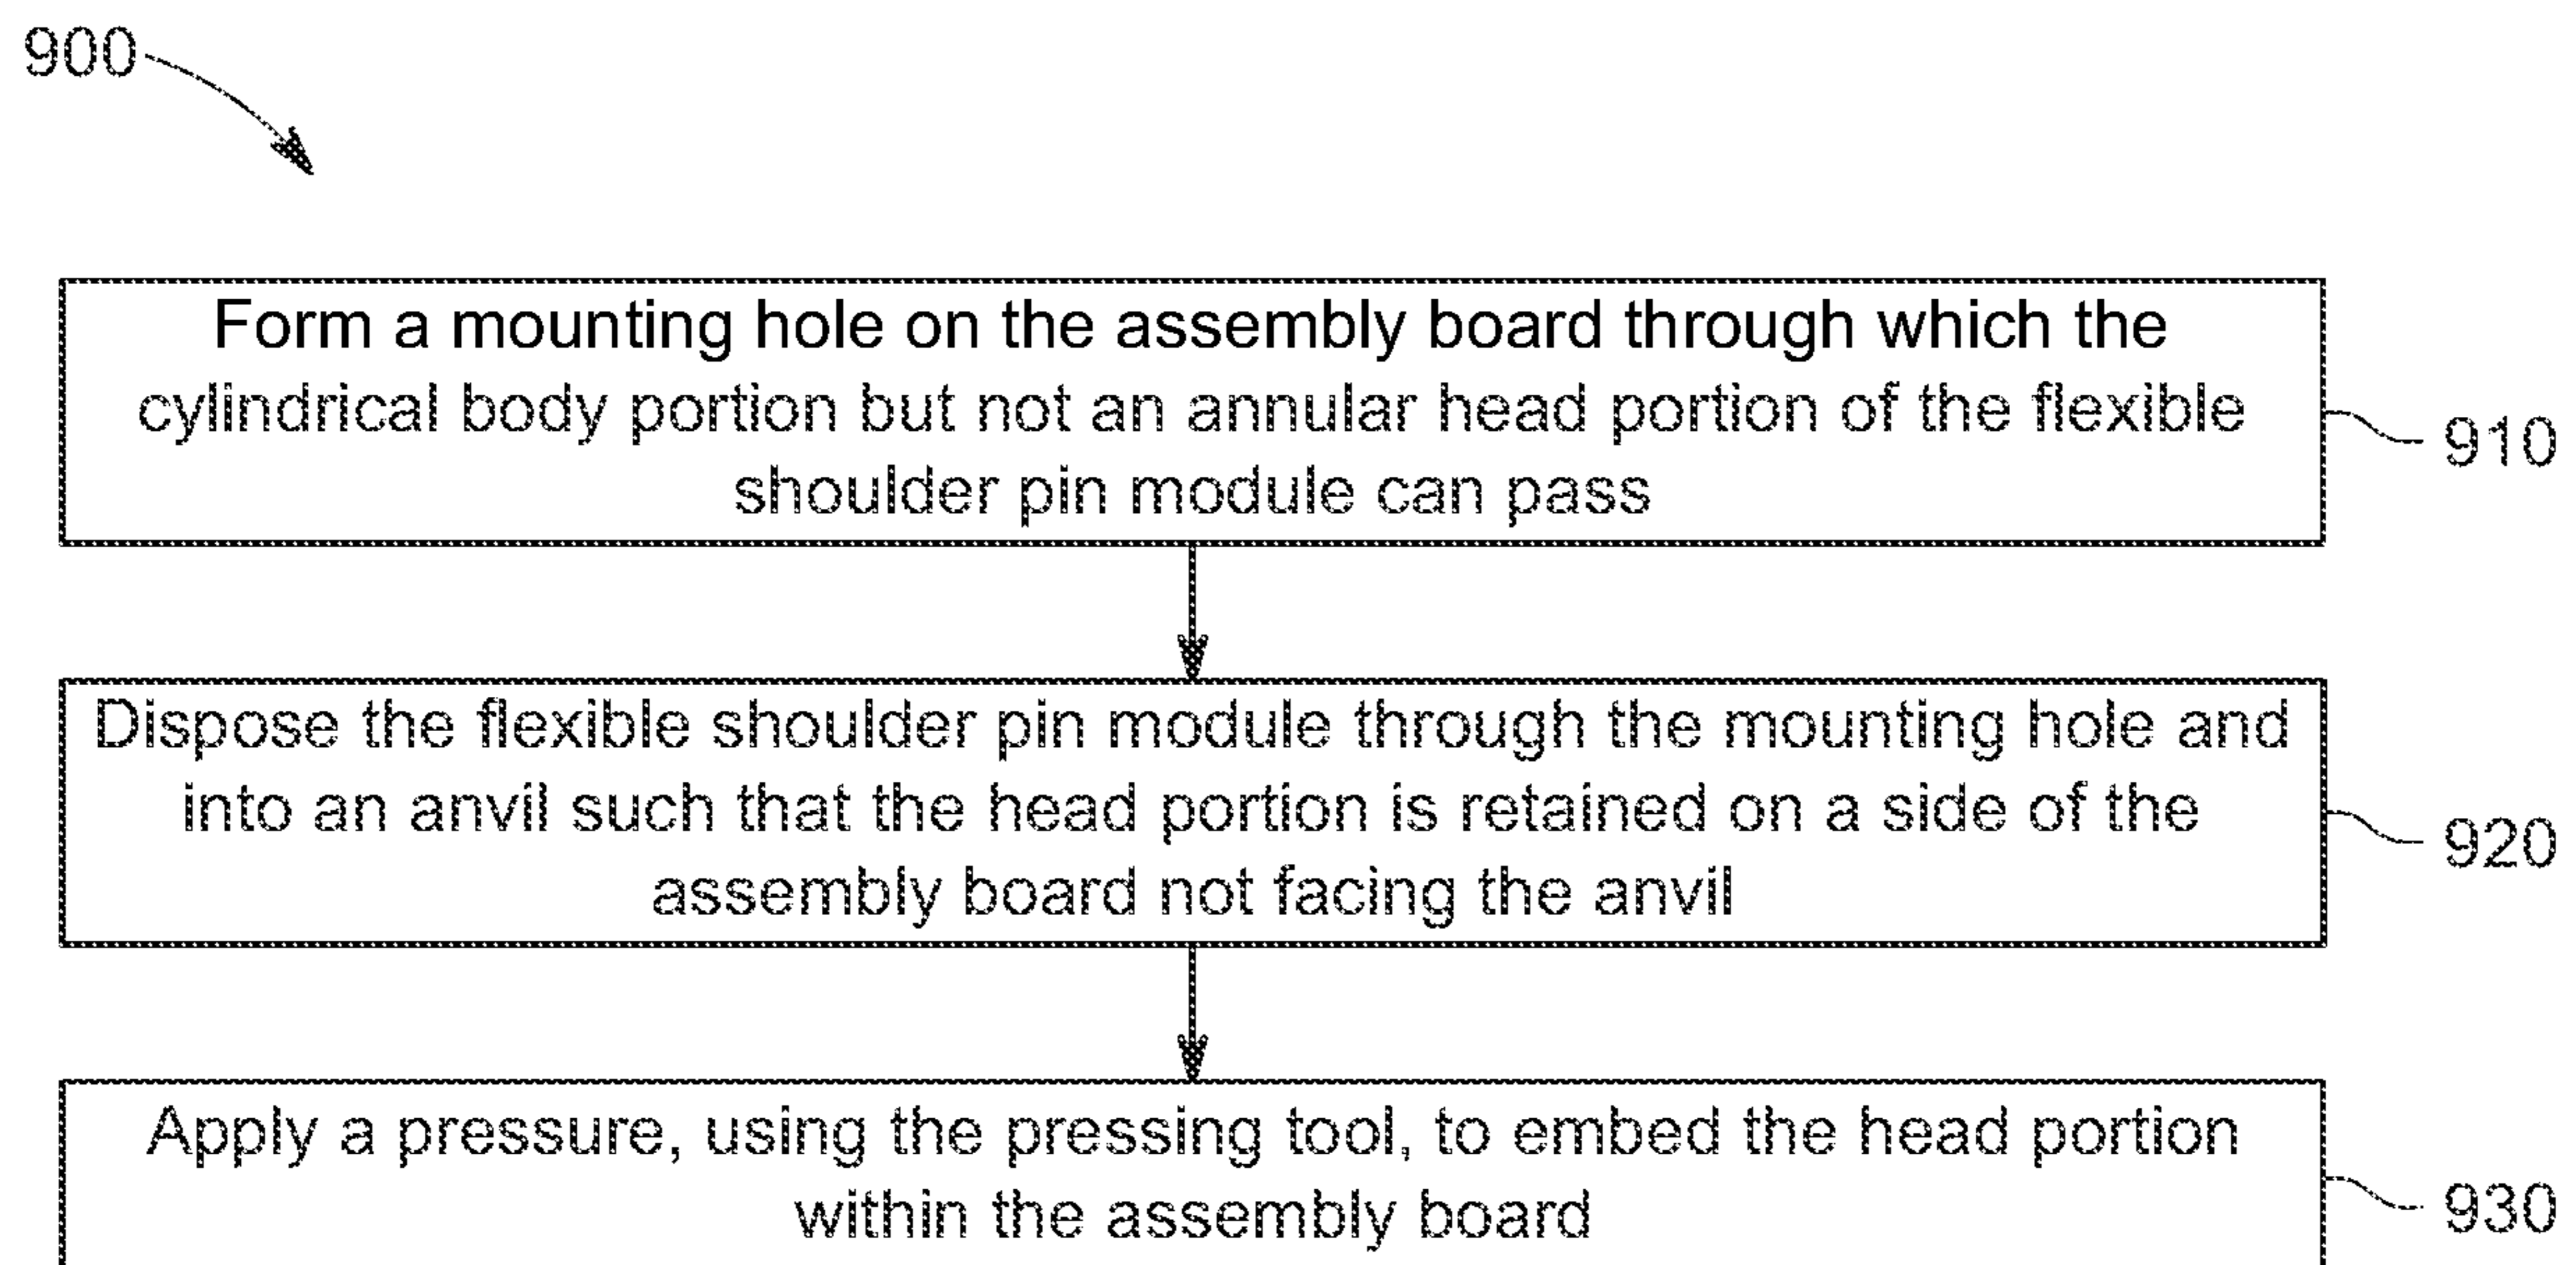 900
Form a mounting hole on the assembly board through which the
cylindrical body portion but not an annular head portion of the flexible
shoulder pin module can pass
910
Dispose the flexible shoulder pin module through the mounting hole and
into an anvil such that the head portion is retained on a side of the
assembly board not facing the anvil
920
Apply a pressure, using the pressing tool, to embed the head portion
within the assembly board
930